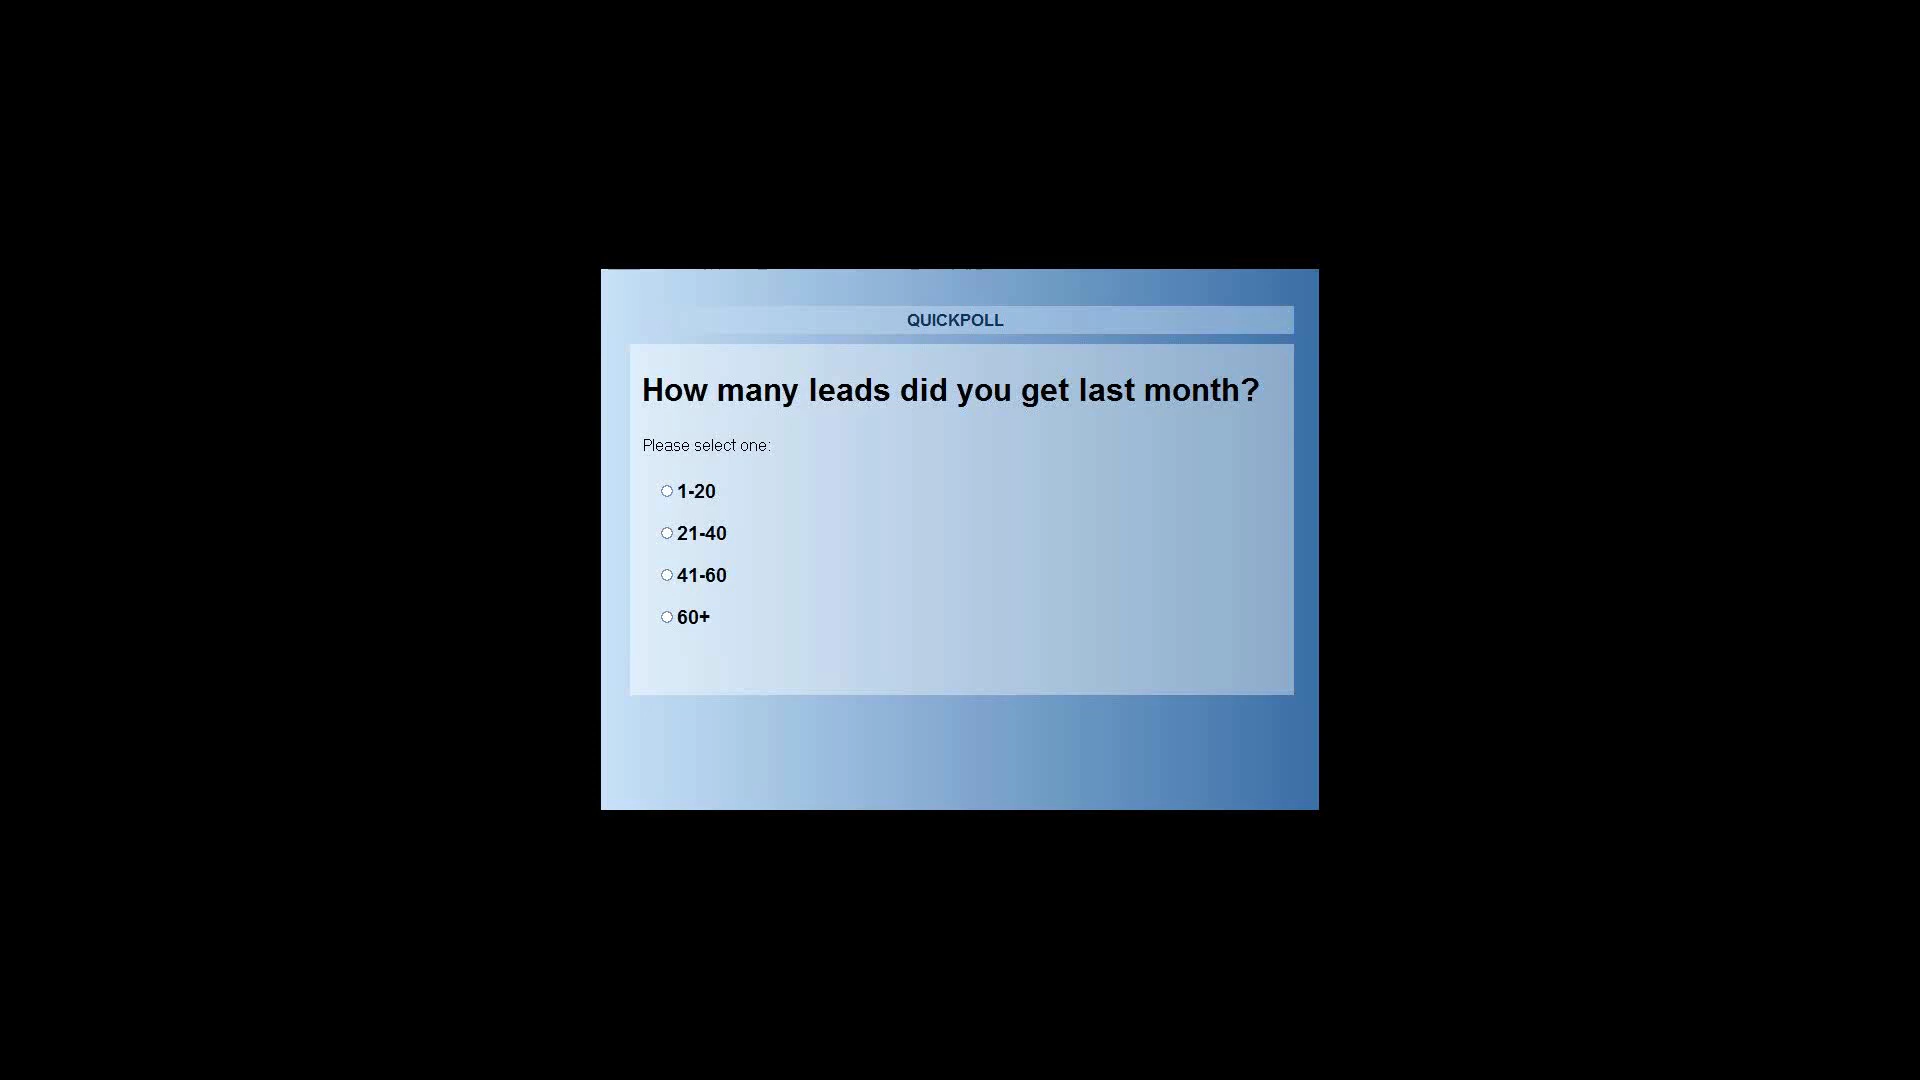 QUICKPOLL
How many leads did you get last month?
Please select one:
1-20
21-40
41-60
60+